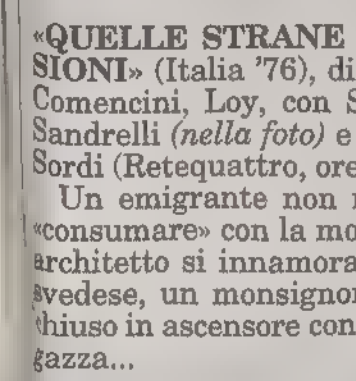 «QUELLE STRANE
SIONI» (Italia '76), di
Comencini, Loy, con S
Sandrelli (nella foto) e
Sordi (Retequattro, ore
Un emigrante non
«consumare» con la mo
architetto si innamora
svedese, un monsignor
chiuso in ascensore con
gazza...